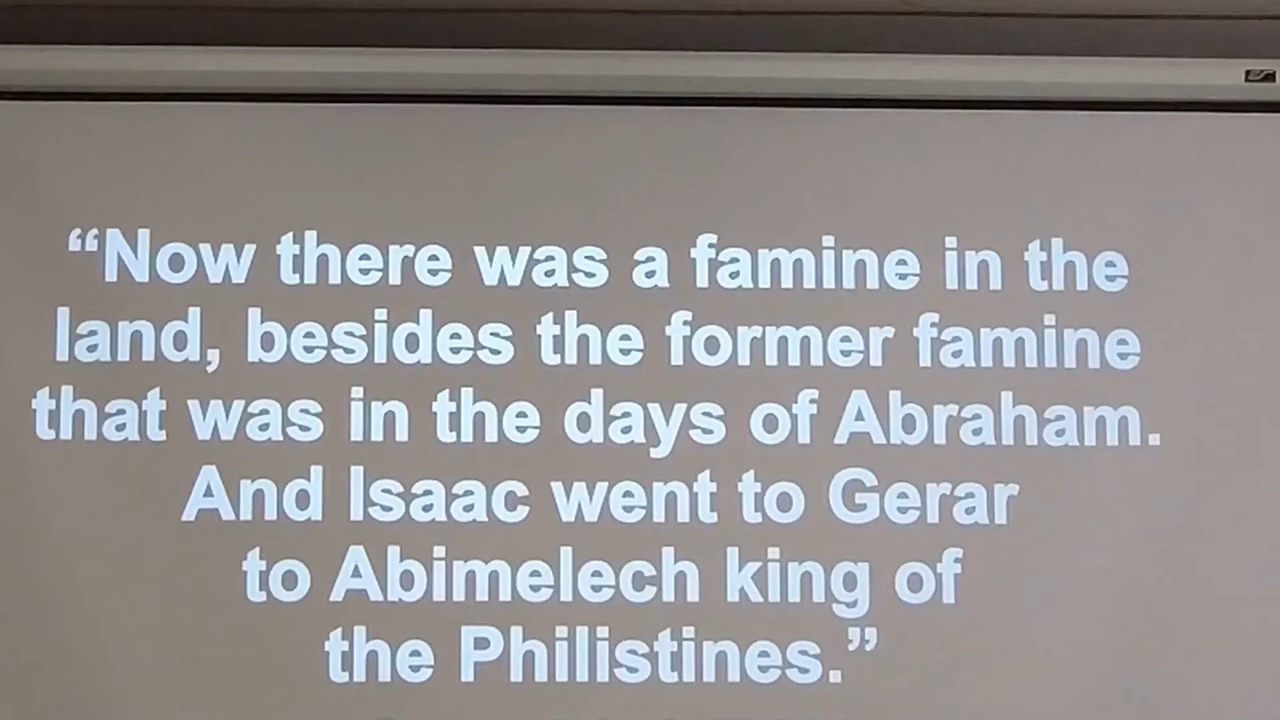 “Now there was a famine in the
land, besides the former famine
that was in the days of Abraham.
And Isaac went to Gerar
to Abimelech king of
the Philistines.”